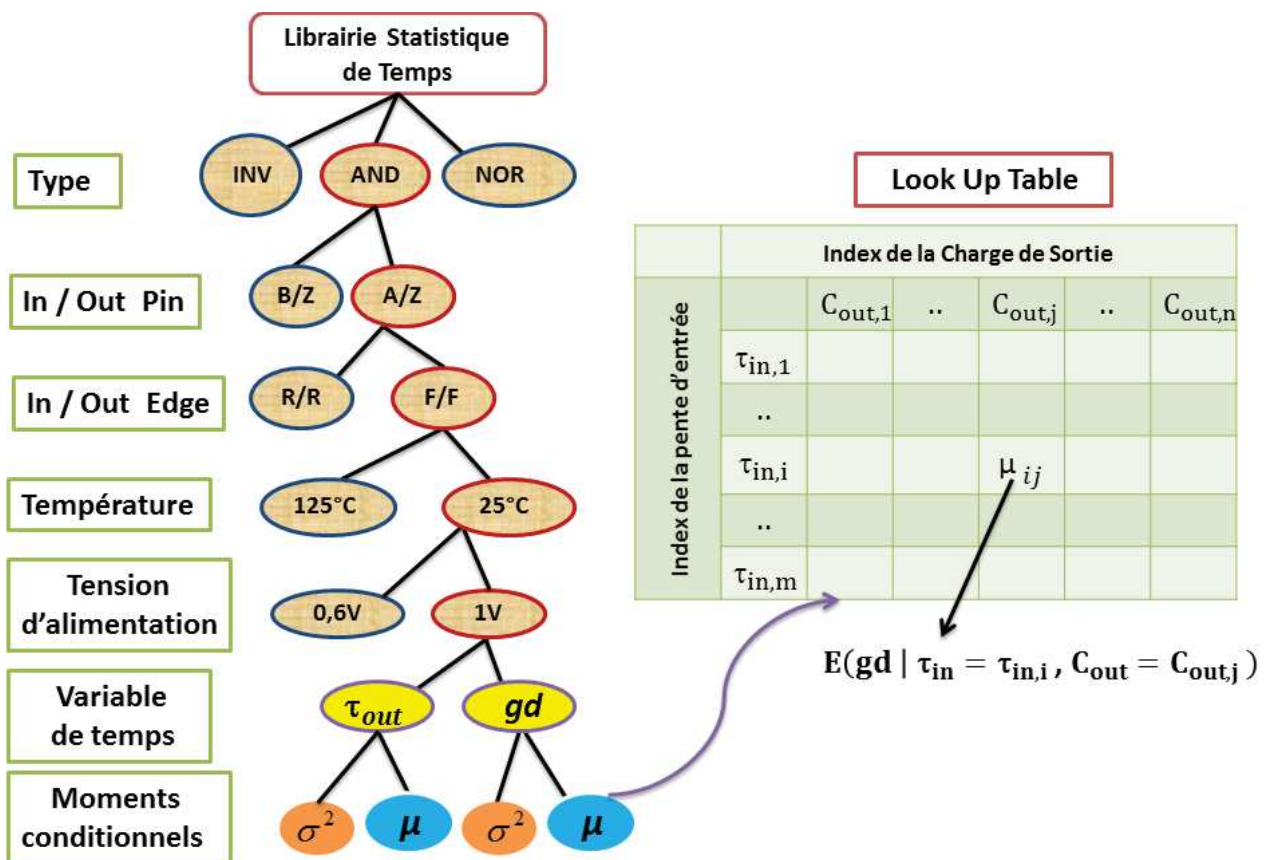 Librairie Statistique
de Temps
Type
INV
AND
NOR
In / Out Pin
B/Z
A/Z
In / Out Edge
R/R
F/F
Température
125°C
25°C
Tension
d'alimentation
0,6V
1V
Variable
de temps
τout
gd
Moments
conditionnels
σ²
μ
σ²
μ
Look Up Table
Index de la Charge de Sortie
Index de la pente d'entrée
Cout,1 .. Cout,j .. Cout,n
τin,1
..
τin,i μ ij
..
τin,m
E(gd | τin = τin,i , Cout = Cout,j )